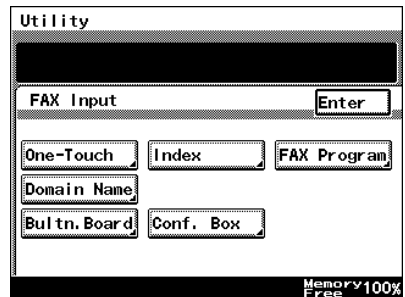 Utility
FAX Input
Enter
One-Touch
Index
FAX Program
Domain Name
Bultn.Board
Conf. Box
Memory
Free 100%